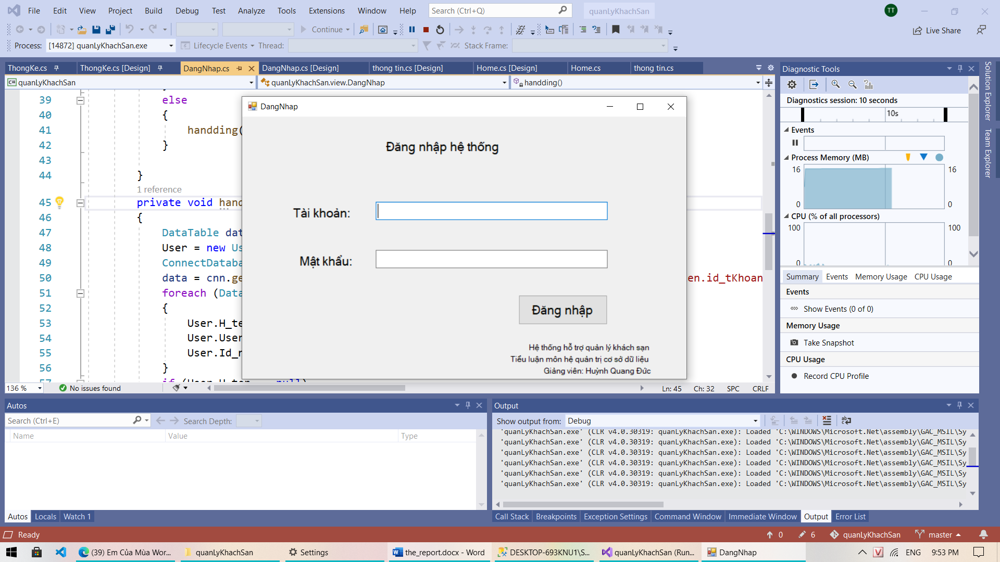 File Edit View Project Build Debug Test Analyze Tools Extensions Window Help Search (Ctrl+Q) quanLyKhachSan TT
Continue Live Share
Process: [14872] quanLyKhachSan.exe Lifecycle Events Thread: Stack Frame:
ThongKe.cs ThongKe.cs [Design] DangNhap.cs DangNhap.cs [Design] thong tin.cs [Design] Home.cs [Design] Home.cs thong tin.cs
quanLyKhachSan quanLyKhachSan.view.DangNhap handding()
39 else
40 {
41 handding(
42 }
43
44 }
1 reference
45 private void hand
46 {
47 DataTable dat
48 User = new Us
49 ConnectDataba
50 data = cnn.ge en.id_tKhoan
51 foreach (Data
52 {
53 User.H_te
54 User.User
55 User.Id_n
56 }
57
DangNhap
Đăng nhập hệ thống
Tài khoản:
Mật khẩu:
Đăng nhập
Hệ thống hỗ trợ quản lý khách sạn
Tiểu luận môn hệ quản trị cơ sở dữ liệu
Giảng viên: Huỳnh Quang Đức
136 % No issues found Ln: 45 Ch: 32 SPC CRLF
Diagnostic Tools
Diagnostics session: 10 seconds
10s
Events
Process Memory (MB)
16 16
0 0
CPU (% of all processors)
100 100
0 0
Summary Events Memory Usage CPU Usage
Events
Show Events (0 of 0)
Memory Usage
Take Snapshot
CPU Usage
Record CPU Profile
Solution Explorer
Team Explorer
Autos
Search (Ctrl+E) Search Depth:
Name Value Type
Autos Locals Watch 1
Output
Show output from: Debug
'quanLyKhachSan.exe' (CLR v4.0.30319: quanLyKhachSan.exe): Loaded 'C:\WINDOWS\Microsoft.Net\assembly\GAC_MSIL\Sy
'quanLyKhachSan.exe' (CLR v4.0.30319: quanLyKhachSan.exe): Loaded 'C:\WINDOWS\Microsoft.Net\assembly\GAC_MSIL\Sy
'quanLyKhachSan.exe' (CLR v4.0.30319: quanLyKhachSan.exe): Loaded 'C:\WINDOWS\Microsoft.Net\assembly\GAC_MSIL\Sy
'quanLyKhachSan.exe' (CLR v4.0.30319: quanLyKhachSan.exe): Loaded 'C:\WINDOWS\Microsoft.Net\assembly\GAC_MSIL\Sy
'quanLyKhachSan.exe' (CLR v4.0.30319: quanLyKhachSan.exe): Loaded 'C:\WINDOWS\Microsoft.Net\assembly\GAC_MSIL\Sy
'quanLyKhachSan.exe' (CLR v4.0.30319: quanLyKhachSan.exe): Loaded 'C:\WINDOWS\Microsoft.Net\assembly\GAC_MSIL\Sy
Call Stack Breakpoints Exception Settings Command Window Immediate Window Output Error List
Ready 0 6 quanLyKhachSan master
(39) Em Của Mùa Wor... quanLyKhachSan Settings the_report.docx - Word DESKTOP-693KNU1\S... quanLyKhachSan (Run... DangNhap ENG 9:53 PM